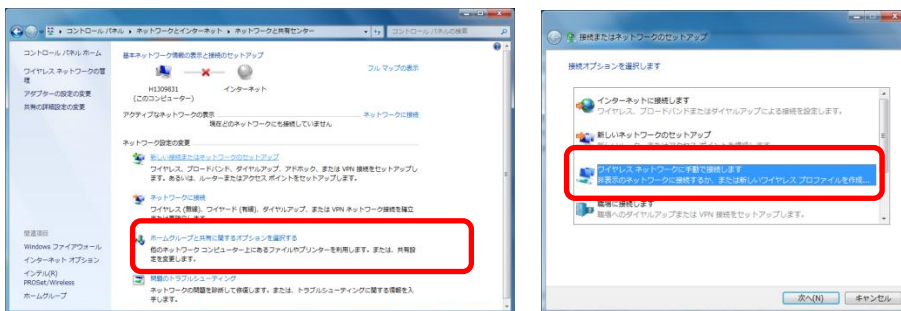 コントロール パネル ▸ ネットワークとインターネット ▸ ネットワークと共有センター
コントロール パネルの検索
コントロール パネル ホーム
ワイヤレス ネットワークの管理
アダプターの設定の変更
共有の詳細設定の変更
基本ネットワーク情報の表示と接続のセットアップ
フル マップの表示
H1309831
(このコンピューター)
インターネット
アクティブなネットワークの表示
ネットワークに接続
現在どのネットワークにも接続していません
ネットワーク設定の変更
新しい接続またはネットワークのセットアップ
ワイヤレス、ブロードバンド、ダイヤルアップ、アドホック、または VPN 接続をセットアップし
ます。あるいは、ルーターまたはアクセス ポイントをセットアップします。
ネットワークに接続
ワイヤレス (無線)、ワイヤード (有線)、ダイヤルアップ、または VPN ネットワーク接続を確立
ホームグループと共有に関するオプションを選択する
他のネットワーク コンピューター上にあるファイルやプリンターを利用します。または、共有設
定を変更します。
問題のトラブルシューティング
ネットワークの問題を診断して修復します。または、トラブルシューティングに関する情報を入
手します。
関連項目
Windows ファイアウォール
インターネット オプション
インテル(R)
PROSet/Wireless
ホームグループ
接続またはネットワークのセットアップ
接続オプションを選択します
インターネットに接続します
ワイヤレス、ブロードバンドまたはダイヤルアップによる接続を設定します。
新しいネットワークのセットアップ
ワイヤレス ネットワークに手動で接続します
非表示のネットワークに接続するか、または新しいワイヤレス プロファイルを作成...
職場に接続します
職場へのダイヤルアップまたは VPN 接続をセットアップします。
次へ(N)
キャンセル